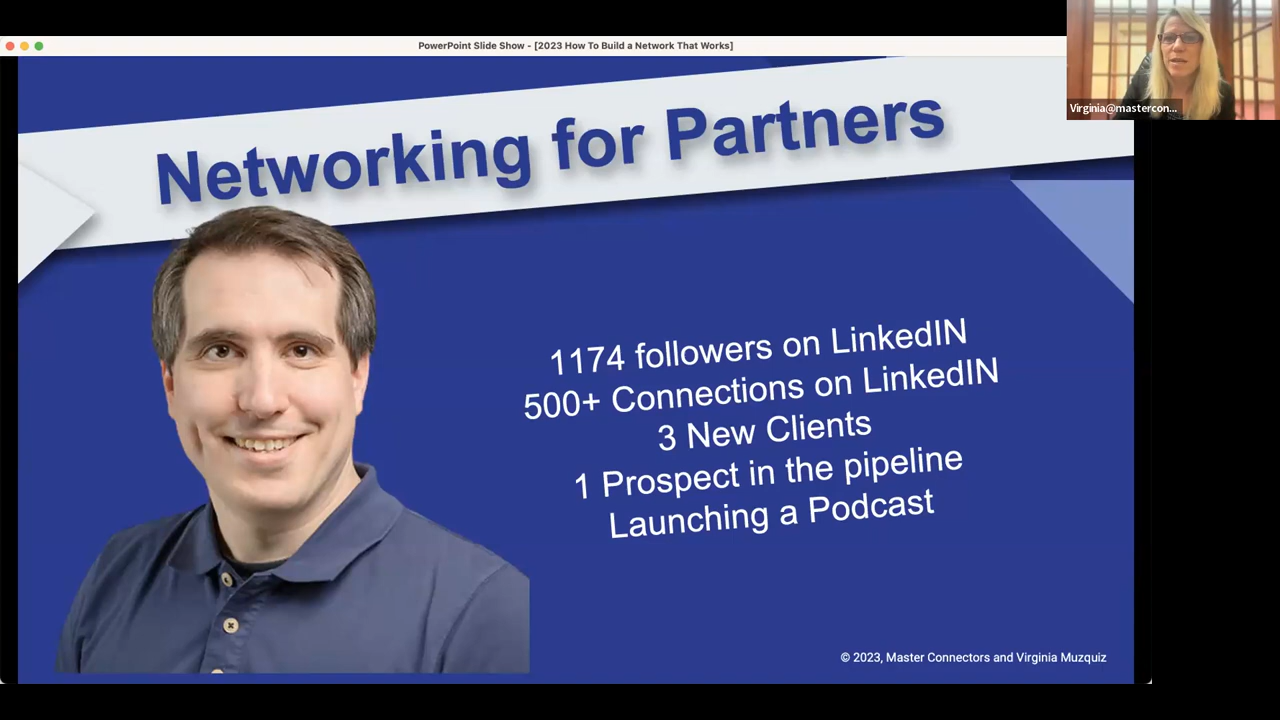 PowerPoint Slide Show - [2023 How To Build a Network That Works]
Virginia@mastercon...
Networking for Partners
1174 followers on LinkedIN
500+ Connections on LinkedIN
3 New Clients
1 Prospect in the pipeline
Launching a Podcast
© 2023, Master Connectors and Virginia Muzquiz